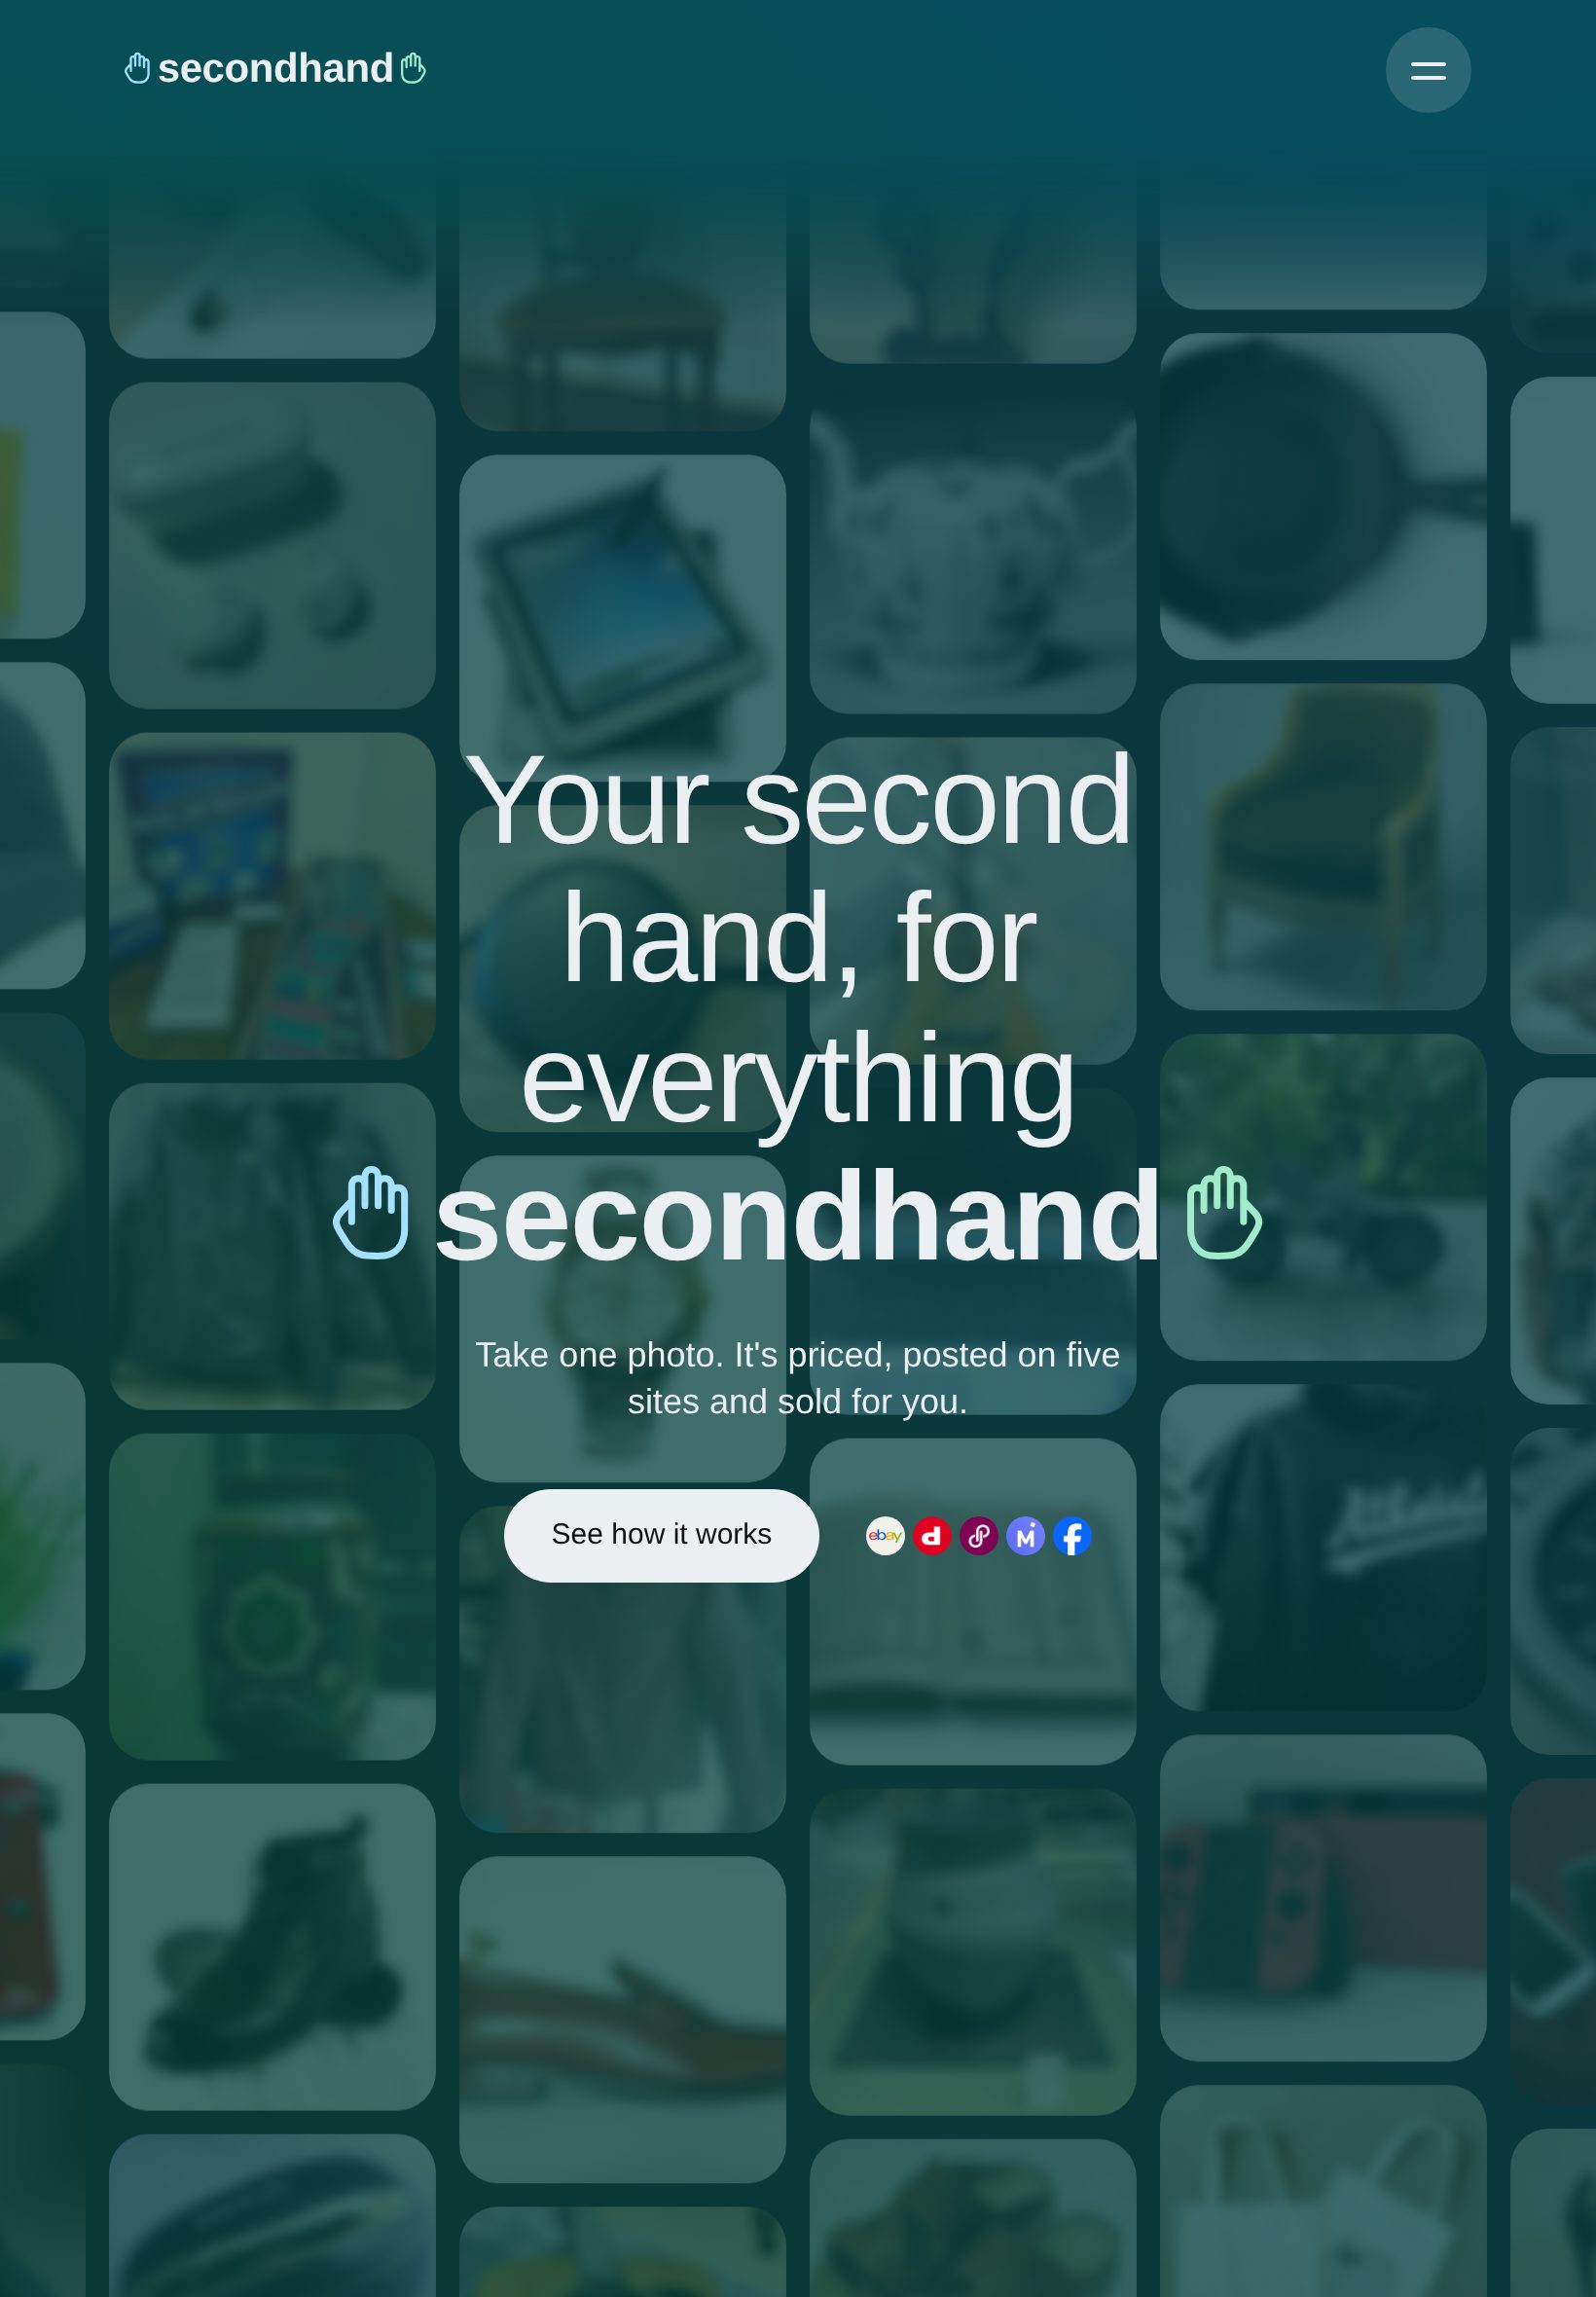 secondhand
Your second
hand, for
everything
secondhand
Take one photo. It's priced, posted on five
sites and sold for you.
See how it works
ebay